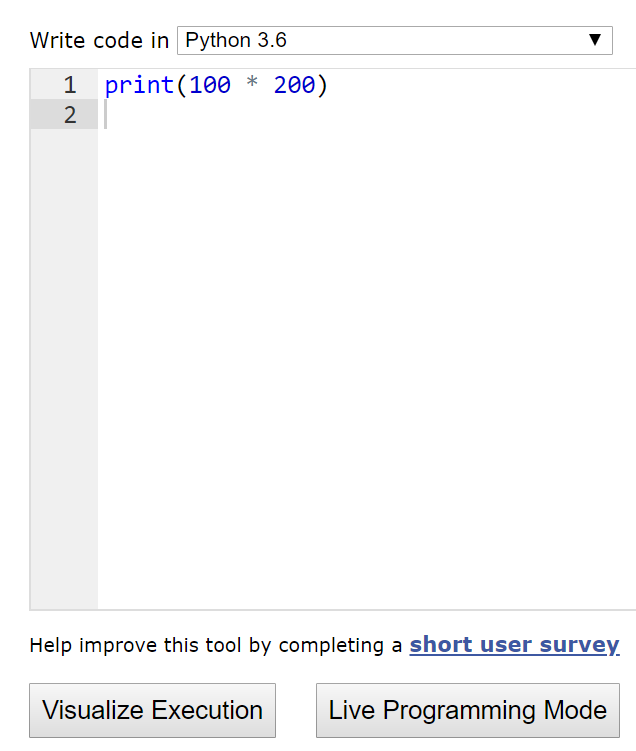 Write code in Python 3.6 ▼
1 print(100 * 200)
2
Help improve this tool by completing a short user survey
Visualize Execution Live Programming Mode